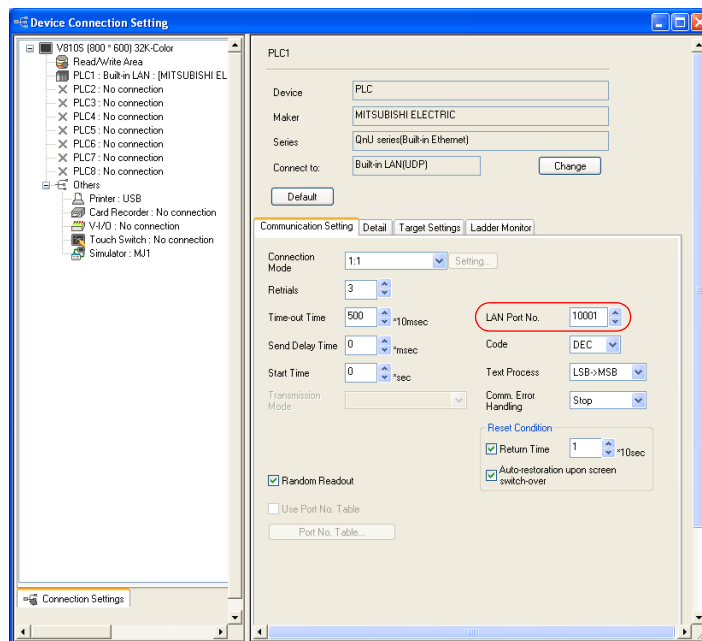 Device Connection Setting
V810S (800 * 600) 32K-Color
Read/Write Area
PLC1 : Built-in LAN : [MITSUBISHI EL
PLC2 : No connection
PLC3 : No connection
PLC4 : No connection
PLC5 : No connection
PLC6 : No connection
PLC7 : No connection
PLC8 : No connection
Others
Printer : USB
Card Recorder : No connection
V-I/O : No connection
Touch Switch : No connection
Simulator : MJ1
Connection Settings
PLC1
Device PLC
Maker MITSUBISHI ELECTRIC
Series QnU series(Built-in Ethernet)
Connect to: Built-in LAN(UDP) Change
Default
Communication Setting Detail Target Settings Ladder Monitor
Connection Mode 1:1 Setting...
Retrials 3
Time-out Time 500 *10msec LAN Port No. 10001
Send Delay Time 0 *msec Code DEC
Start Time 0 *sec Text Process LSB->MSB
Transmission Mode Comm. Error Handling Stop
Reset Condition
Return Time 1 *10sec
Random Readout Auto-restoration upon screen switch-over
Use Port No. Table
Port No. Table...